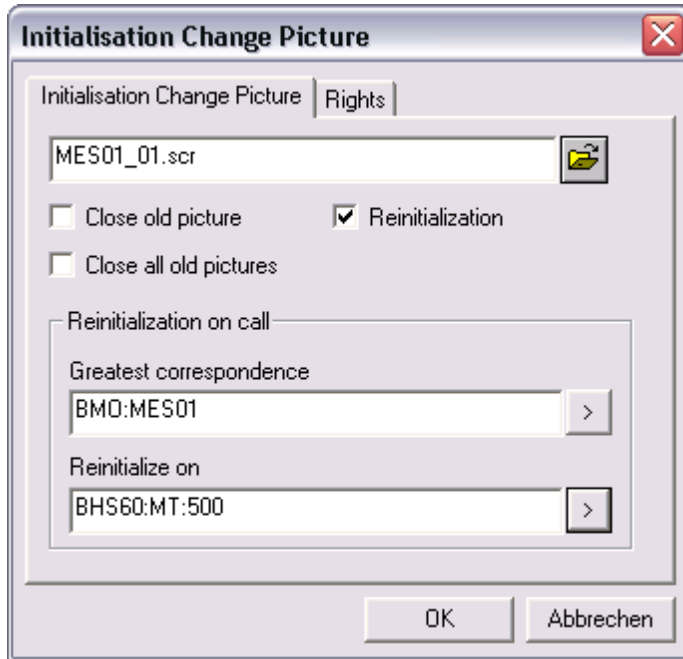 Initialisation Change Picture
Initialisation Change Picture Rights
MES01_01.scr
Close old picture Reinitialization
Close all old pictures
Reinitialization on call
Greatest correspondence
BMO:MES01 >
Reinitialize on
BHS60:MT:500 >
OK Abbrechen